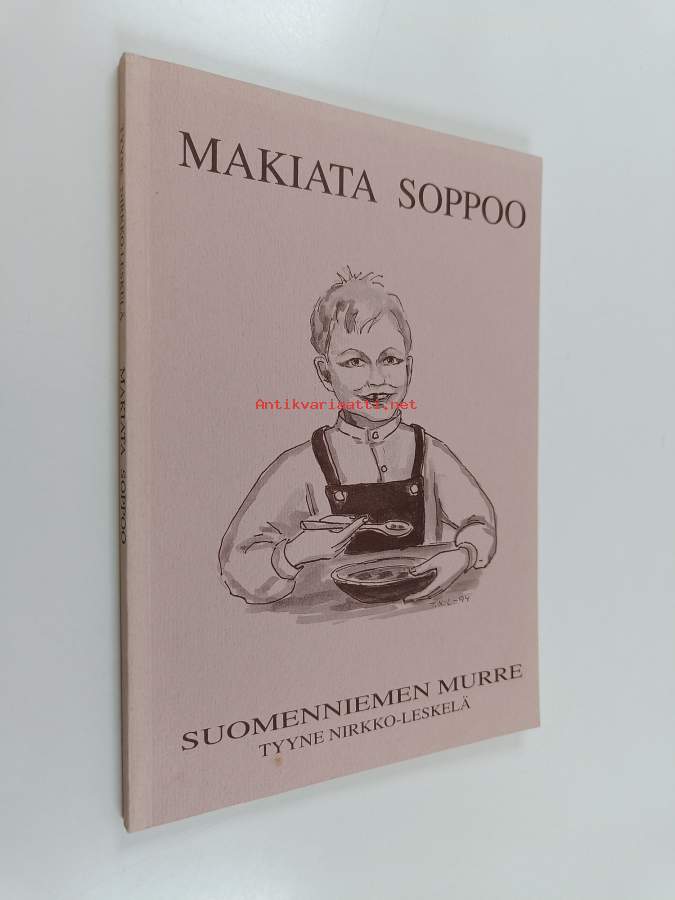 MAKIATA SOPPOO
Antikvariaatti.net
SUOMENNIEMEN MURRE
TYYNE NIRKKO-LESKELÄ
TYYNE NIRKKO-LESKELÄ MAKIATA SOPPOO